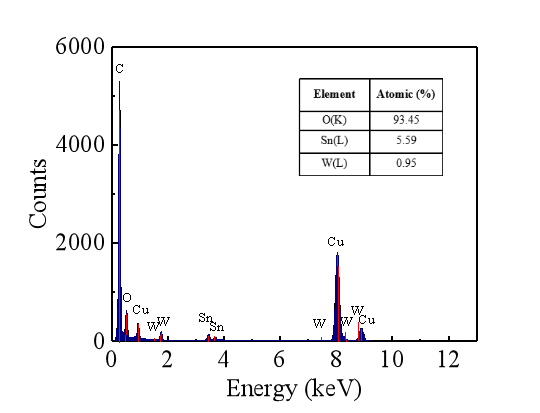 6000
C
Element Atomic (%)
O(K) 93.45
Sn(L) 5.59
W(L) 0.95
4000
Counts
Cu
2000
O
Cu
W W
Sn
Sn
W
W
W
Cu
0
0 2 4 6 8 10 12
Energy (keV)